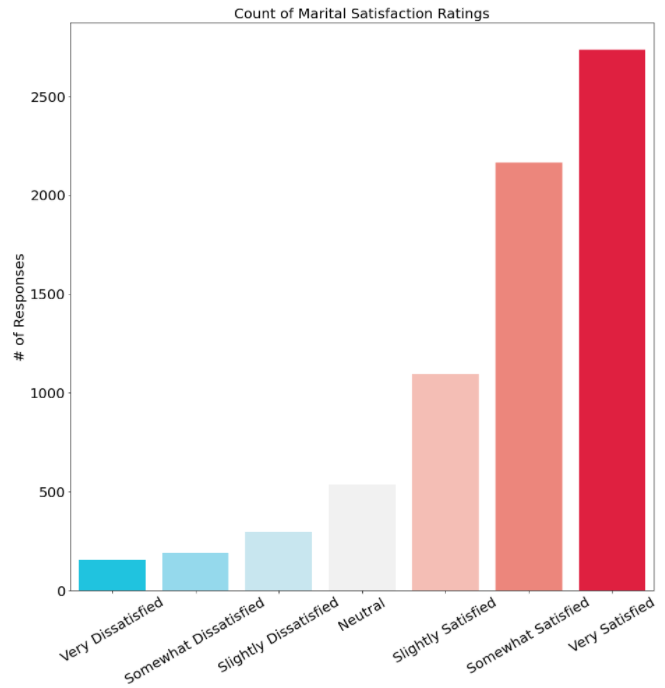 Count of Marital Satisfaction Ratings
# of Responses
2500
2000
1500
1000
500
0
Very Dissatisfied
Somewhat Dissatisfied
Slightly Dissatisfied
Neutral
Slightly Satisfied
Somewhat Satisfied
Very Satisfied